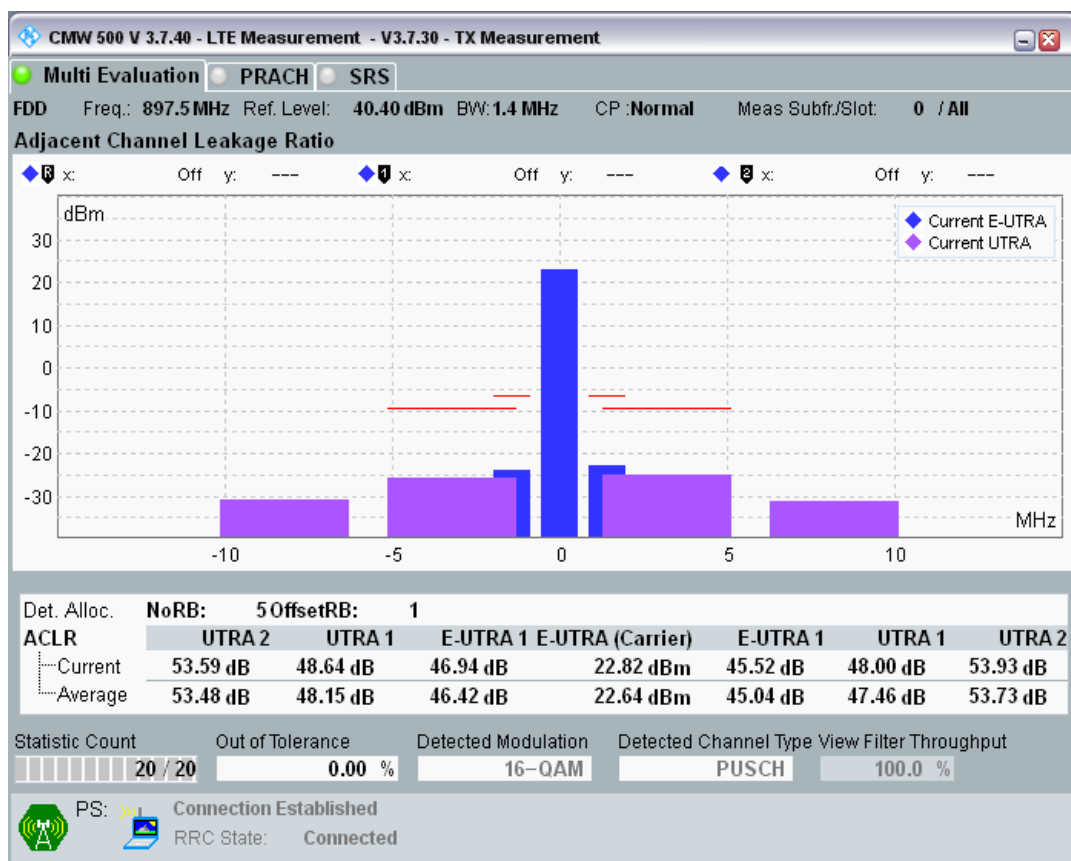 CMW 500 V 3.7.40 - LTE Measurement - V3.7.30 - TX Measurement
Multi Evaluation PRACH SRS
FDD Freq.: 897.5 MHz Ref. Level: 40.40 dBm BW: 1.4 MHz CP :Normal Meas Subfr./Slot: 0 / All
Adjacent Channel Leakage Ratio
R x: Off y: --- 1 x: Off y: --- 2 x: Off y: ---
dBm
Current E-UTRA
Current UTRA
30
20
10
0
-10
-20
-30
MHz
-10 -5 0 5 10
Det. Alloc. NoRB: 5 OffsetRB: 1
ACLR UTRA 2 UTRA 1 E-UTRA 1 E-UTRA (Carrier) E-UTRA 1 UTRA 1 UTRA 2
Current 53.59 dB 48.64 dB 46.94 dB 22.82 dBm 45.52 dB 48.00 dB 53.93 dB
Average 53.48 dB 48.15 dB 46.42 dB 22.64 dBm 45.04 dB 47.46 dB 53.73 dB
Statistic Count Out of Tolerance Detected Modulation Detected Channel Type View Filter Throughput
20 / 20 0.00 % 16-QAM PUSCH 100.0 %
PS: Connection Established
RRC State: Connected